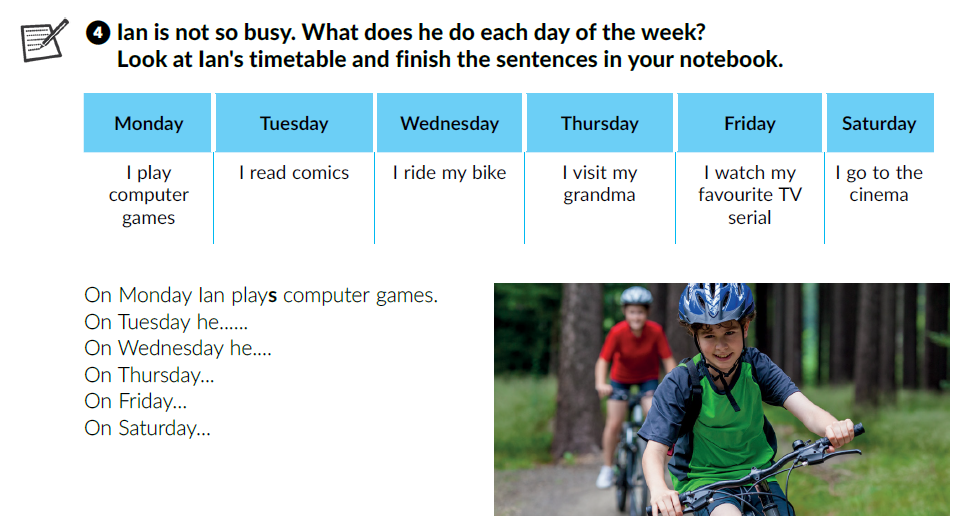 4 Ian is not so busy. What does he do each day of the week?
Look at Ian's timetable and finish the sentences in your notebook.
Monday Tuesday Wednesday Thursday Friday Saturday
I play computer games
I read comics
I ride my bike
I visit my grandma
I watch my favourite TV serial
I go to the cinema
On Monday Ian plays computer games.
On Tuesday he......
On Wednesday he....
On Thursday...
On Friday...
On Saturday...